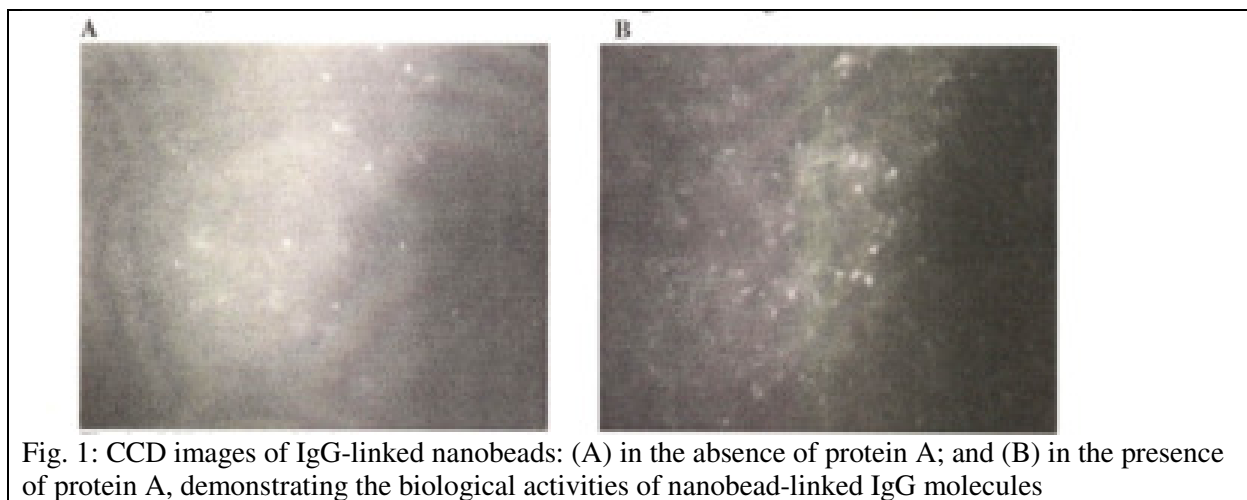 A
B
Fig. 1: CCD images of IgG-linked nanobeads: (A) in the absence of protein A; and (B) in the presence
of protein A, demonstrating the biological activities of nanobead-linked IgG molecules